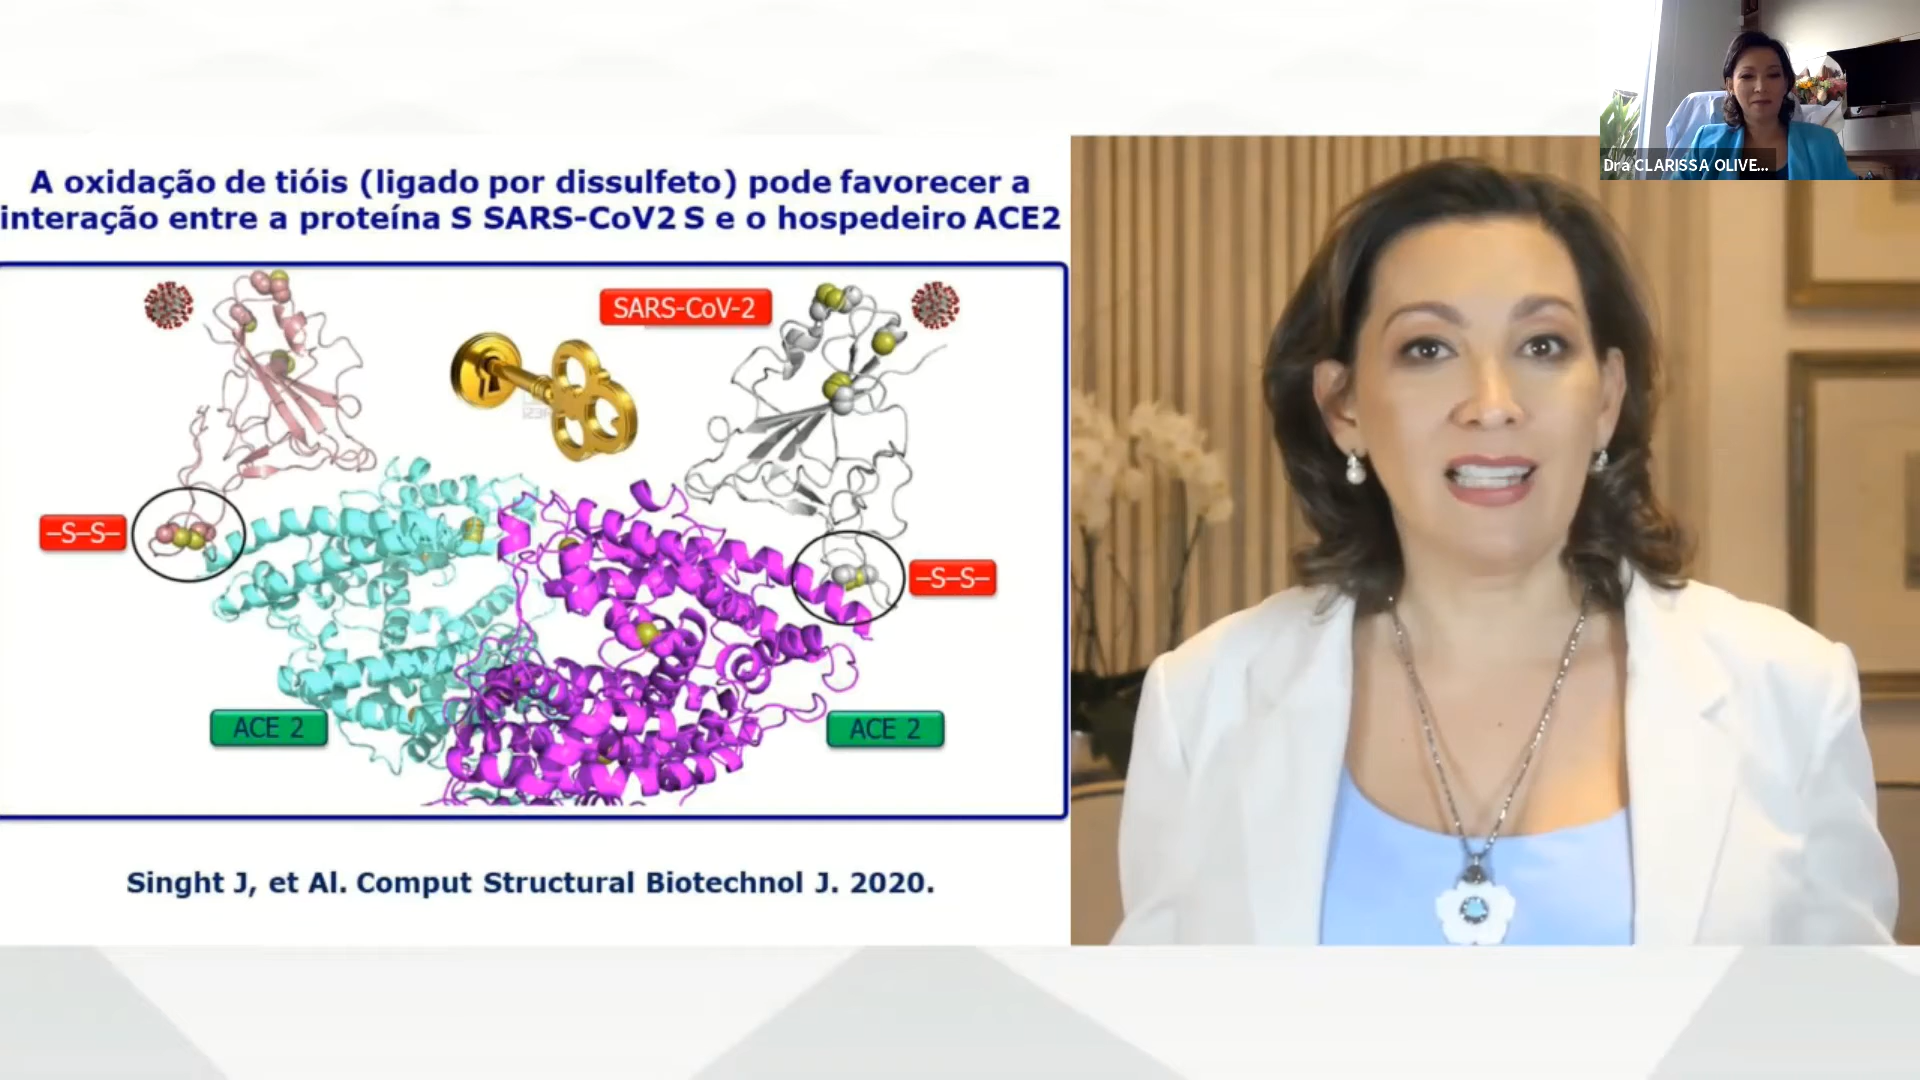 Dra CLARISSA OLIVE...
A oxidação de tióis (ligado por dissulfeto) pode favorecer a
interação entre a proteína S SARS-CoV2 S e o hospedeiro ACE2
SARS-CoV-2
–S–S–
–S–S–
ACE 2
ACE 2
Singht J, et Al. Comput Structural Biotechnol J. 2020.